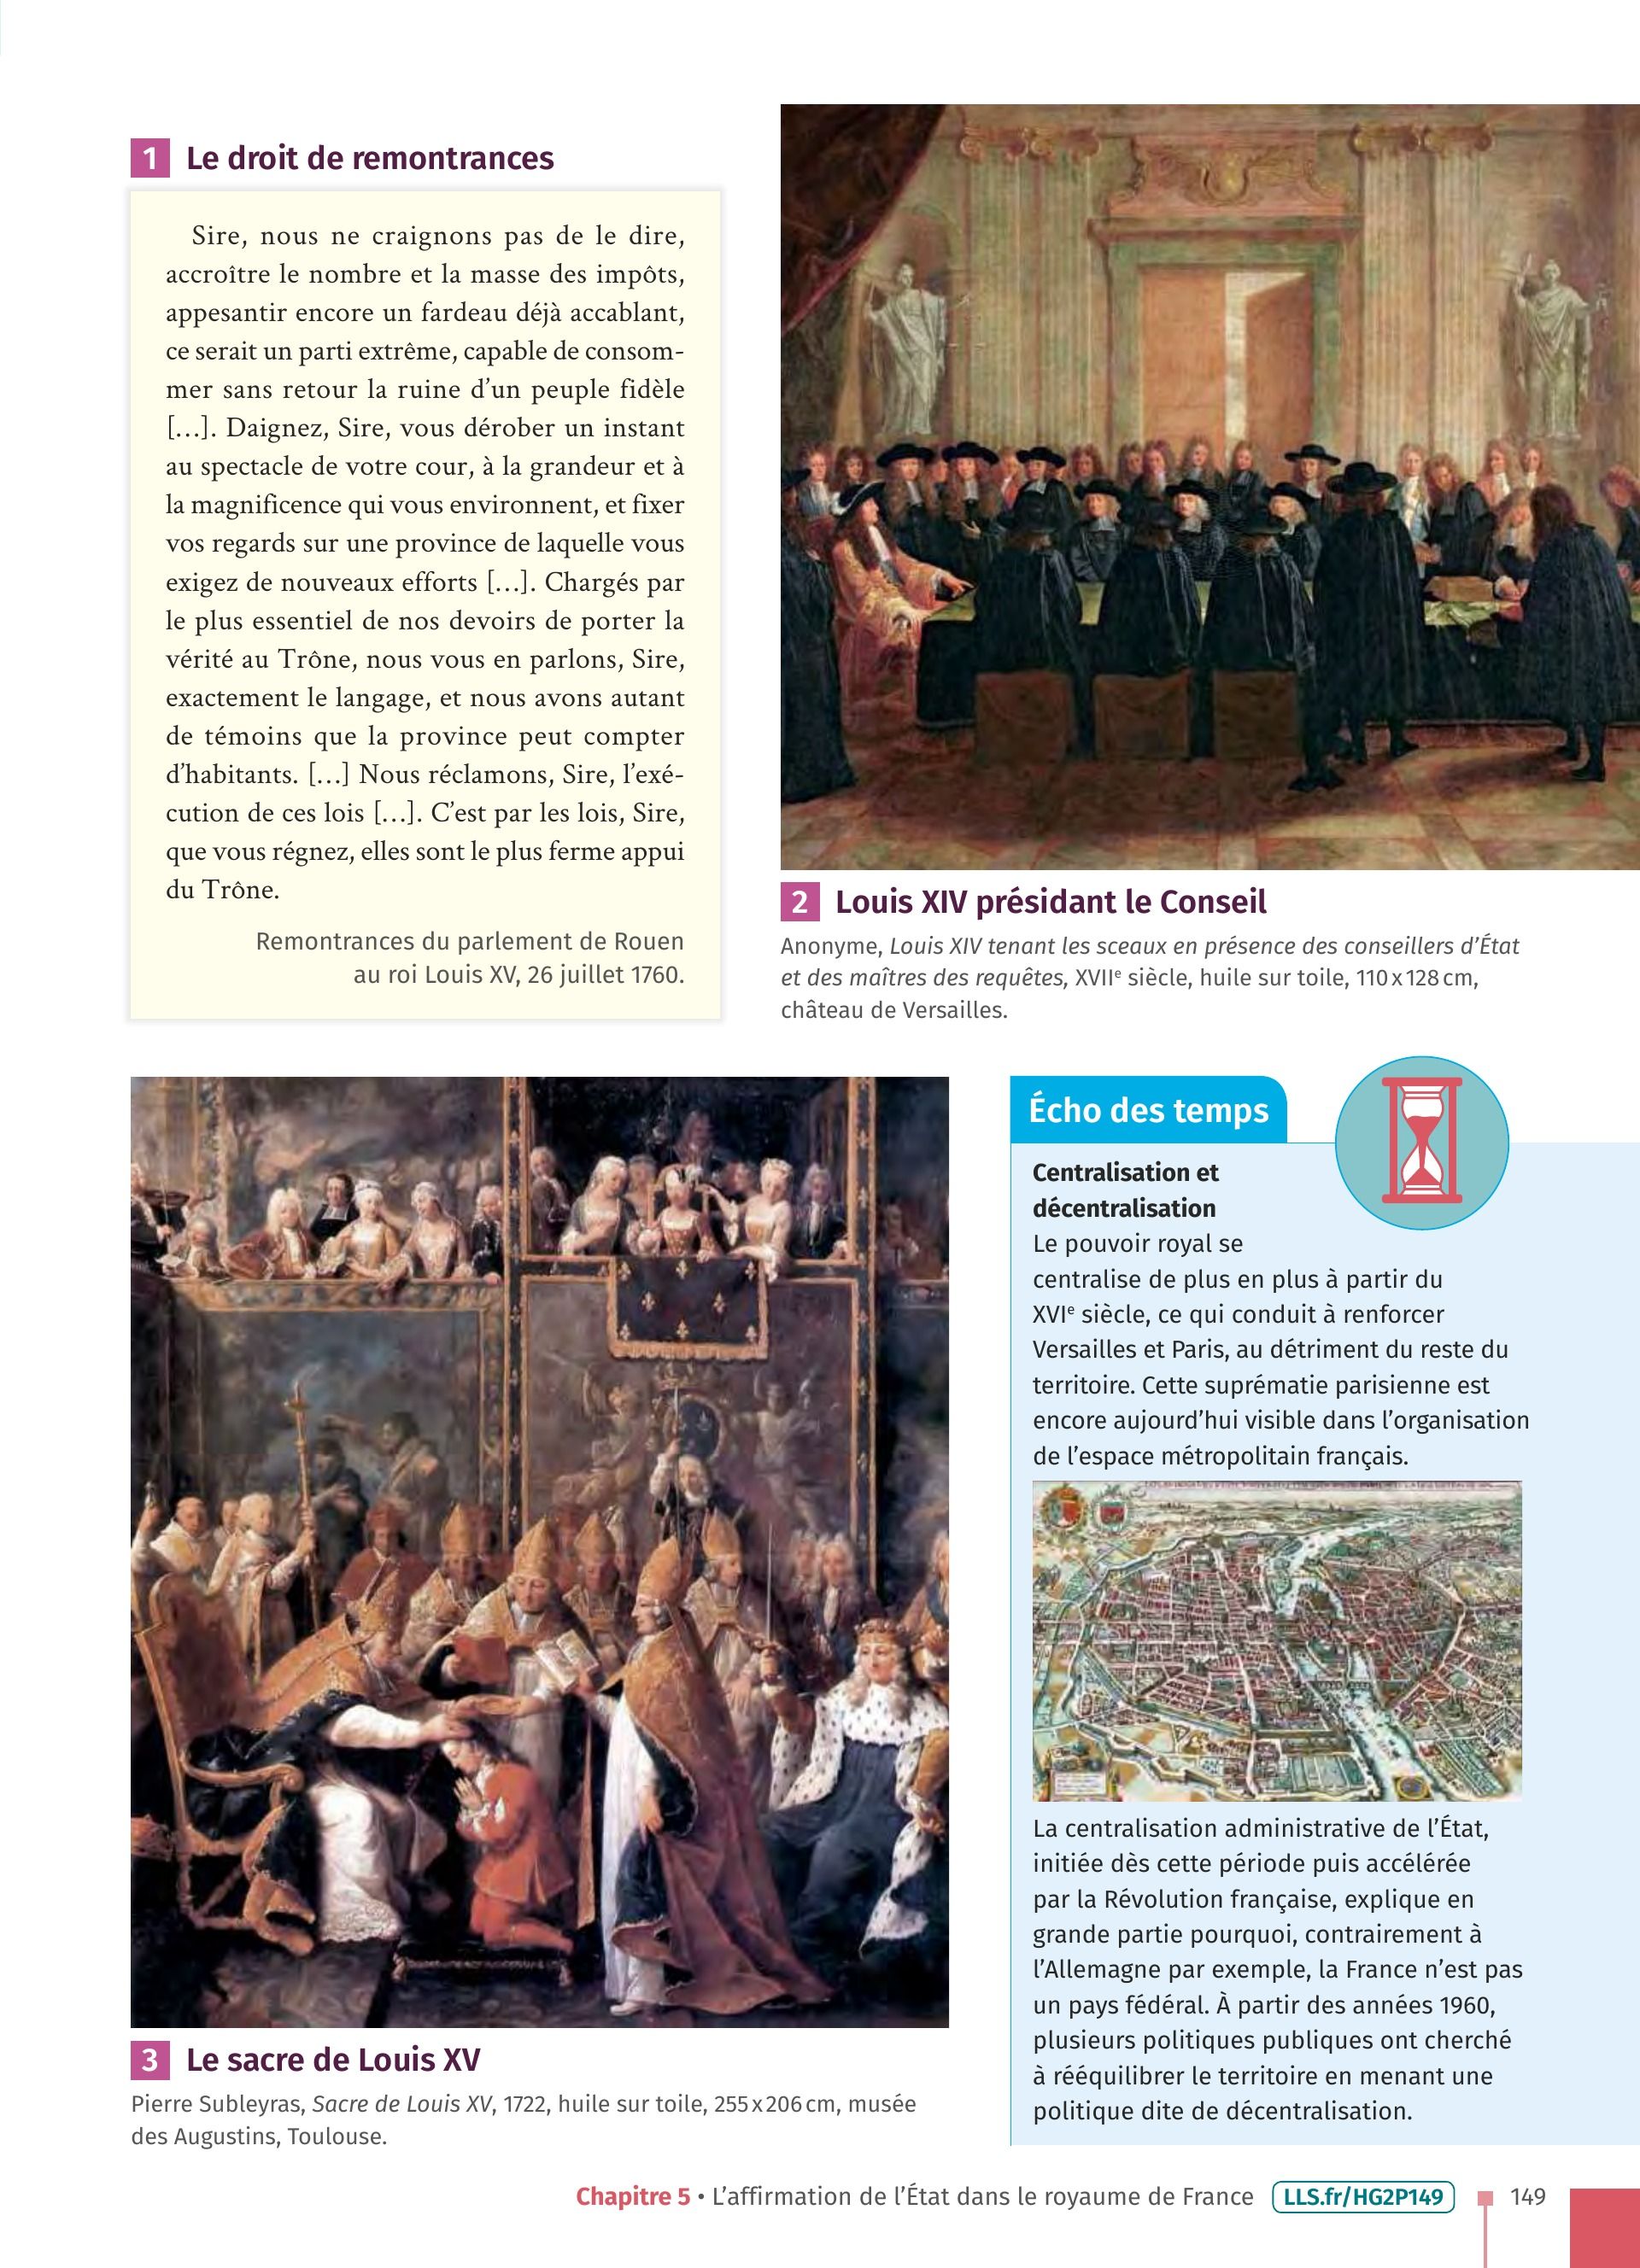 1 Le droit de remontrances
Sire, nous ne craignons pas de le dire,
accroître le nombre et la masse des impôts,
appesantir encore un fardeau déjà accablant,
ce serait un parti extrême, capable de consom-
mer sans retour la ruine d’un peuple fidèle
[…]. Daignez, Sire, vous dérober un instant
au spectacle de votre cour, à la grandeur et à
la magnificence qui vous environnent, et fixer
vos regards sur une province de laquelle vous
exigez de nouveaux efforts […]. Chargés par
le plus essentiel de nos devoirs de porter la
vérité au Trône, nous vous en parlons, Sire,
exactement le langage, et nous avons autant
de témoins que la province peut compter
d’habitants. […] Nous réclamons, Sire, l’exé-
cution de ces lois […]. C’est par les lois, Sire,
que vous régnez, elles sont le plus ferme appui
du Trône.
Remontrances du parlement de Rouen
au roi Louis XV, 26 juillet 1760.
2 Louis XIV présidant le Conseil
Anonyme, Louis XIV tenant les sceaux en présence des conseillers d’État
et des maîtres des requêtes, XVIIe siècle, huile sur toile, 110 x 128 cm,
château de Versailles.
3 Le sacre de Louis XV
Pierre Subleyras, Sacre de Louis XV, 1722, huile sur toile, 255 x 206 cm, musée
des Augustins, Toulouse.
Écho des temps
Centralisation et
décentralisation
Le pouvoir royal se
centralise de plus en plus à partir du
XVIe siècle, ce qui conduit à renforcer
Versailles et Paris, au détriment du reste du
territoire. Cette suprématie parisienne est
encore aujourd’hui visible dans l’organisation
de l’espace métropolitain français.
La centralisation administrative de l’État,
initiée dès cette période puis accélérée
par la Révolution française, explique en
grande partie pourquoi, contrairement à
l’Allemagne par exemple, la France n’est pas
un pays fédéral. À partir des années 1960,
plusieurs politiques publiques ont cherché
à rééquilibrer le territoire en menant une
politique dite de décentralisation.
Chapitre 5 • L’affirmation de l’État dans le royaume de France LLS.fr/HG2P149 149